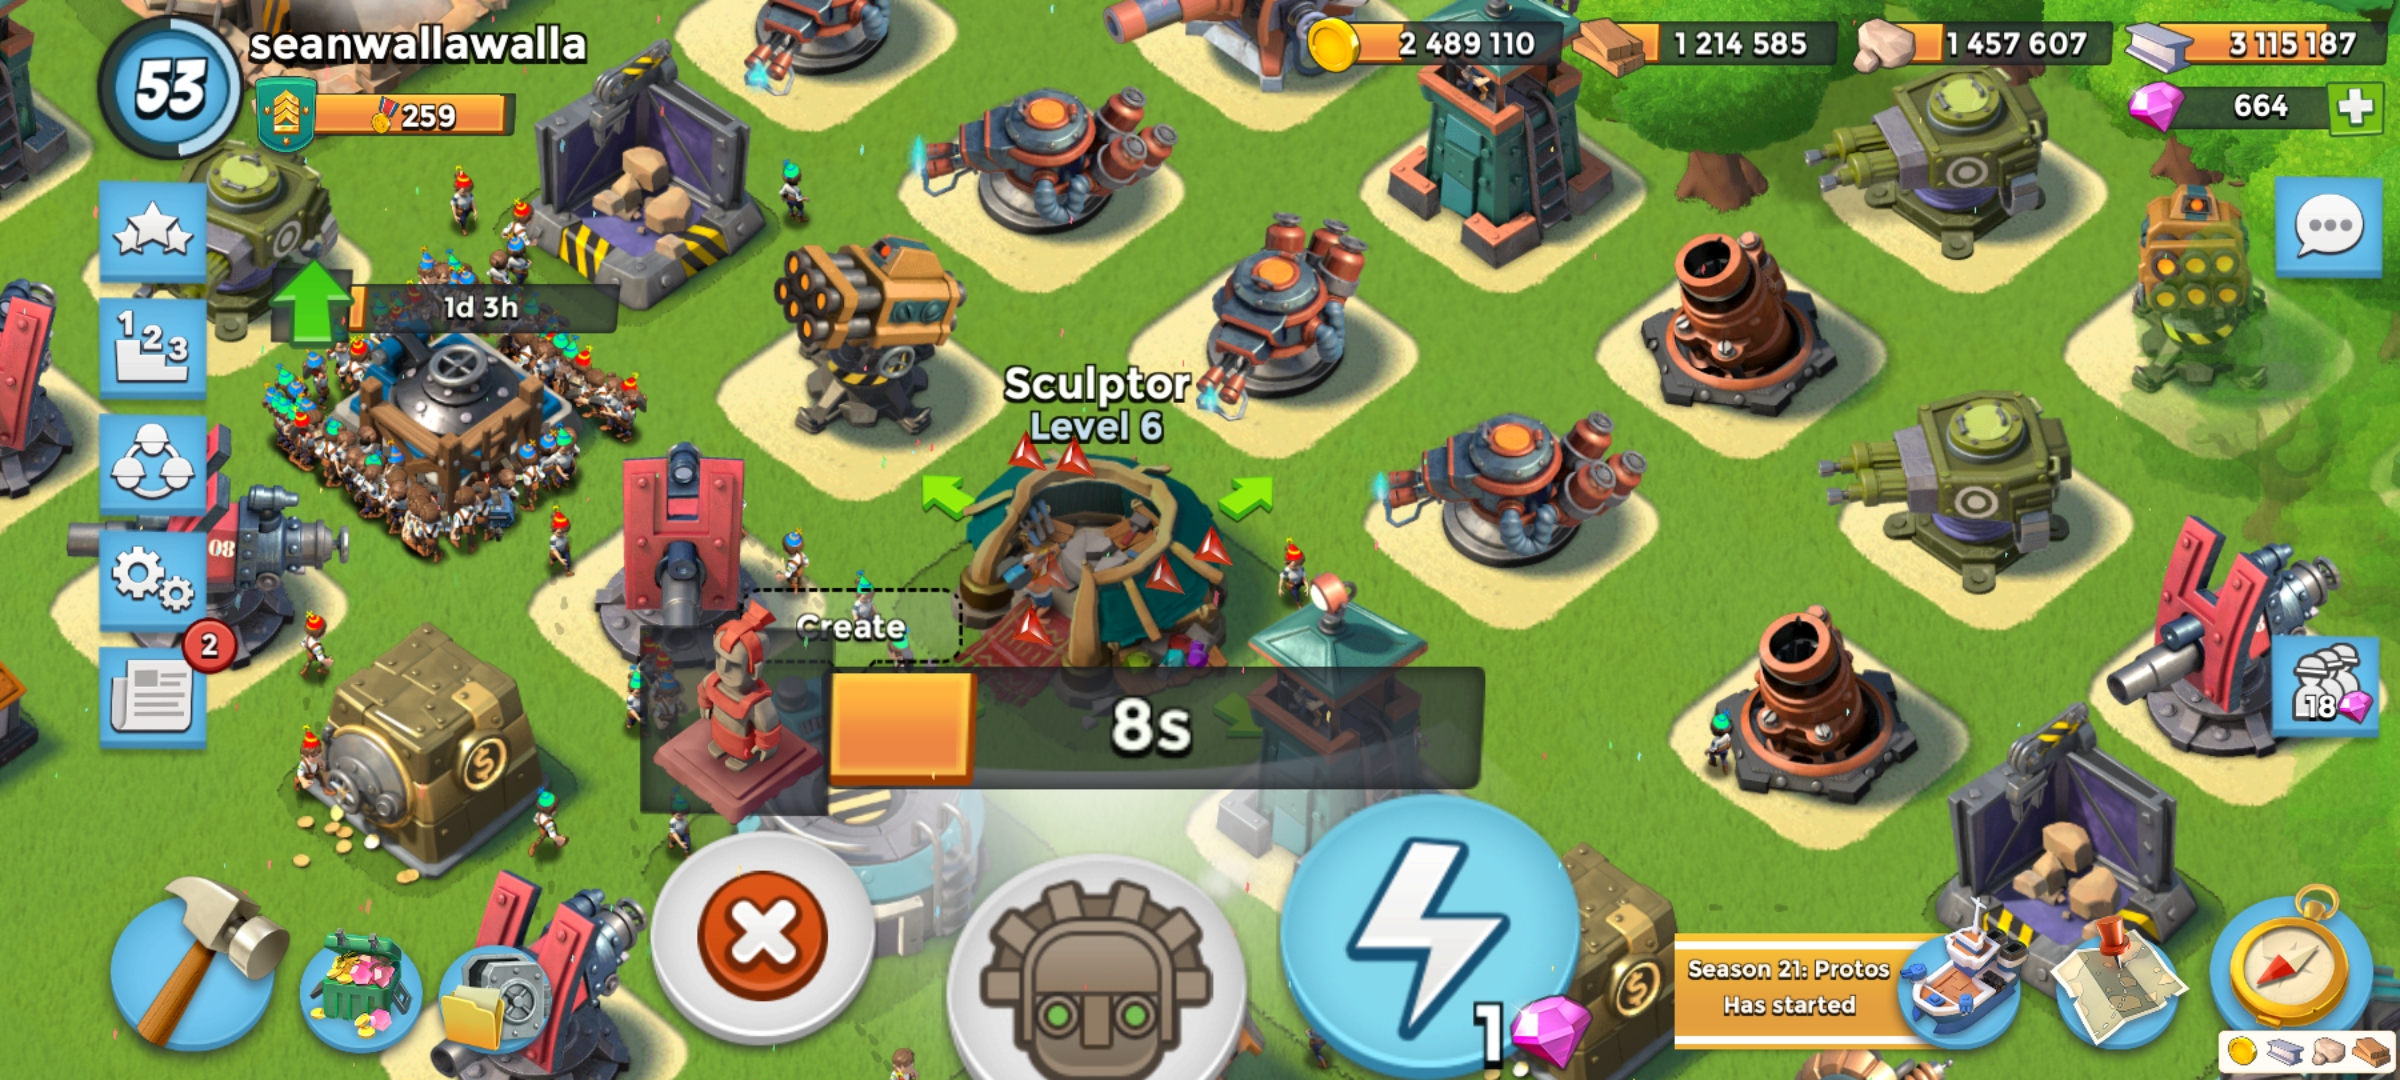 53
seanwallawalla
259
2 489 110
1 214 585
1 457 607
3 115 187
664
1d 3h
123
Sculptor
Level 6
08
Create
2
8s
18
1
Season 21: Protos
Has started